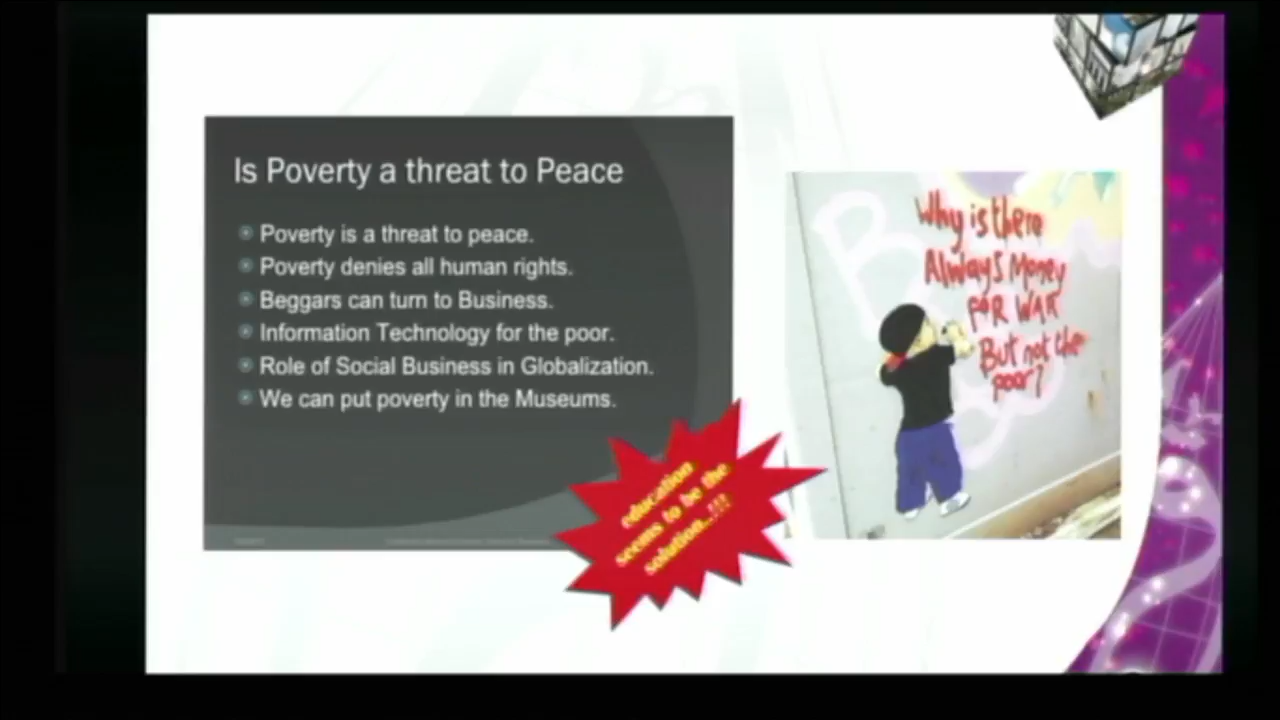 Is Poverty a threat to Peace
Poverty is a threat to peace.
Poverty denies all human rights.
Beggars can turn to Business.
Information Technology for the poor.
Role of Social Business in Globalization.
We can put poverty in the Museums.
education
seems to be the
solution..!!!
Why is there
Always Money
FOR WAR
But not the
poor?